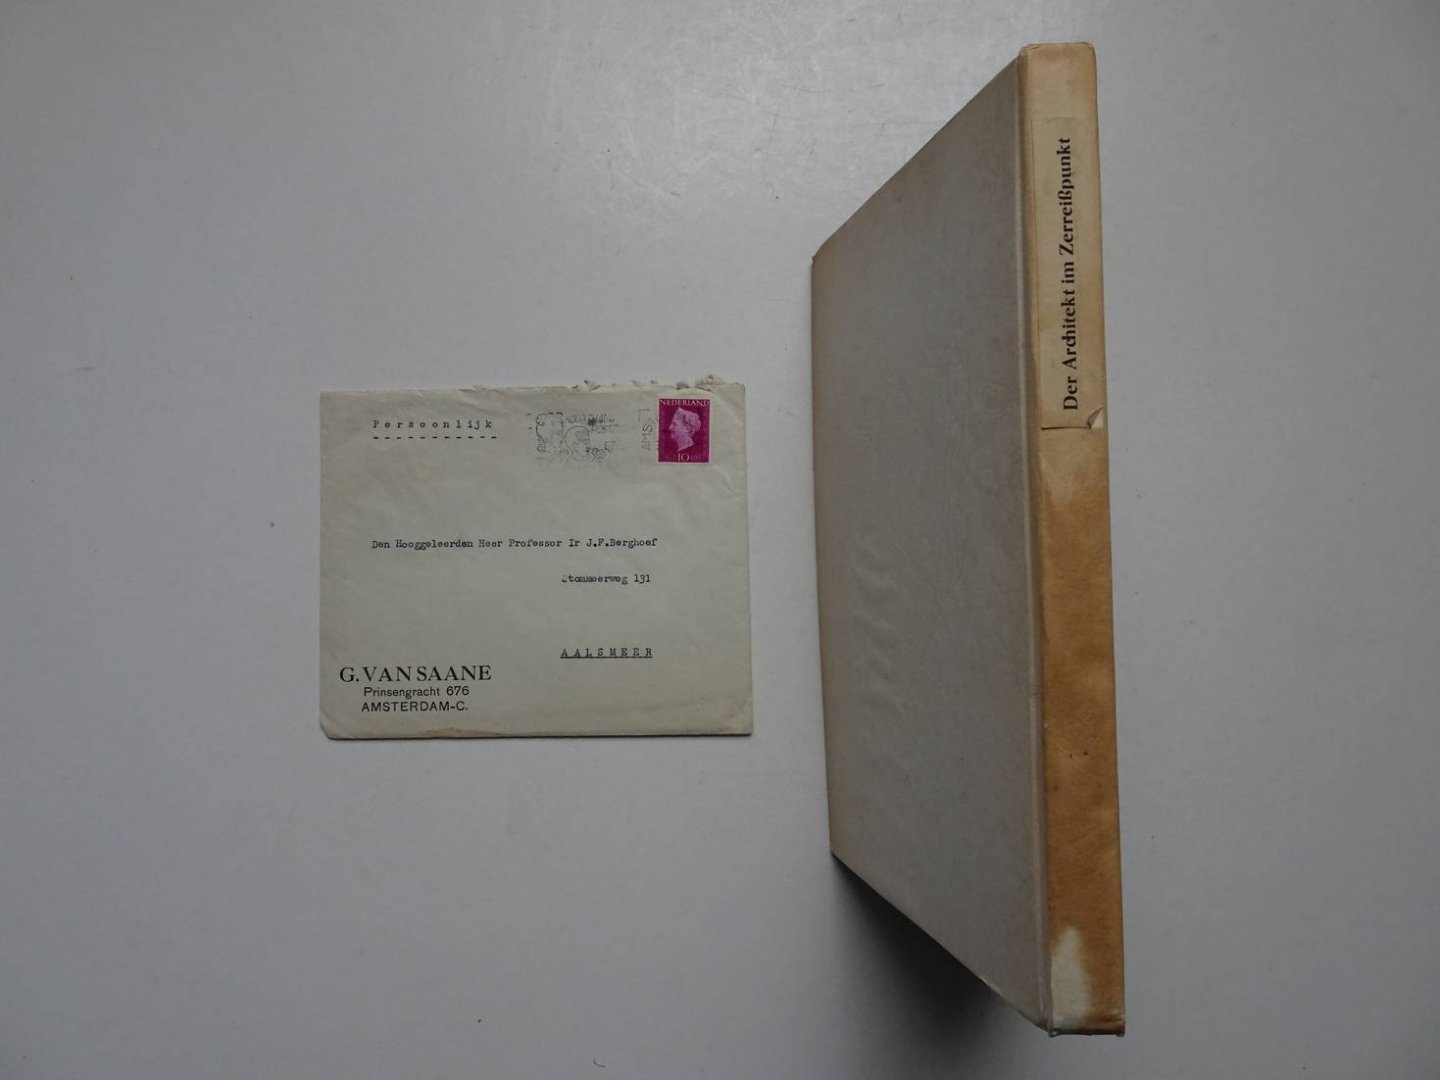 Persoonlijk
NEDERLAND
10
Den Hooggeleerden Heer Professor Ir J.F.Berghoef
Stommeerweg 131
AALSMEER
G. VAN SAANE
Prinsengracht 676
AMSTERDAM-C.
Der Architekt im Zerreißpunkt